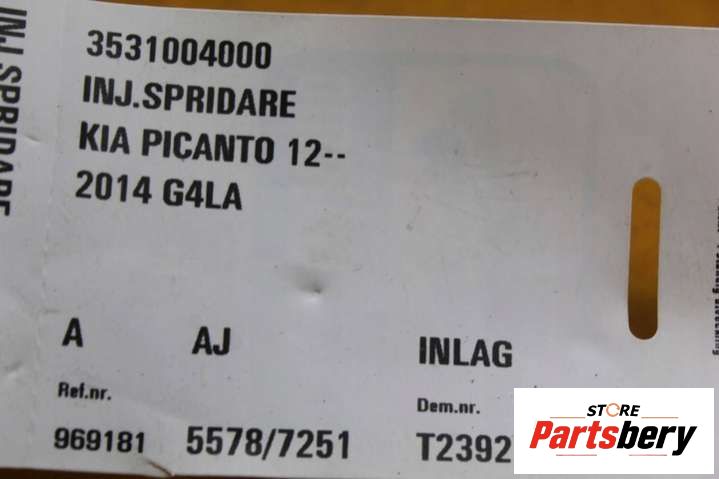 3531004000
INJ.SPRIDARE
KIA PICANTO 12--
2014 G4LA
INJ.SPRIDARE
A AJ INLAG
Ref.nr. Dem.nr.
969181 5578/7251 T2392
STORE
Partsbery